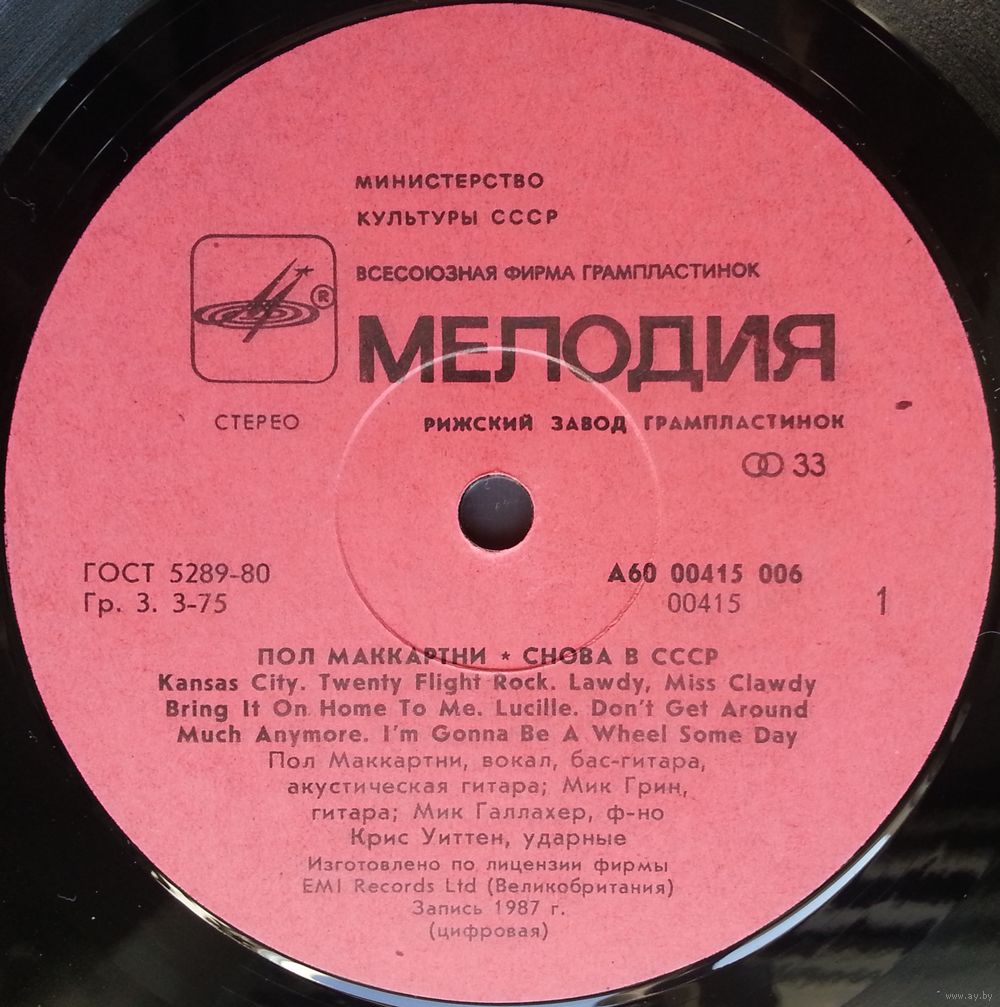 МИНИСТЕРСТВО
КУЛЬТУРЫ СССР
ВСЕСОЮЗНАЯ ФИРМА ГРАМПЛАСТИНОК
®
МЕЛОДИЯ
СТЕРЕО
РИЖСКИЙ ЗАВОД ГРАМПЛАСТИНОК
33
ГОСТ 5289-80
Гр. 3. 3-75
А60 00415 006
00415
1
ПОЛ МАККАРТНИ ★ СНОВА В СССР
Kansas City. Twenty Flight Rock. Lawdy, Miss Clawdy
Bring It On Home To Me. Lucille. Don't Get Around
Much Anymore. I'm Gonna Be A Wheel Some Day
Пол Маккартни, вокал, бас-гитара,
акустическая гитара; Мик Грин,
гитара; Мик Галлахер, ф-но
Крис Уиттен, ударные
Изготовлено по лицензии фирмы
EMI Records Ltd (Великобритания)
Запись 1987 г.
(цифровая)
www.ay.by